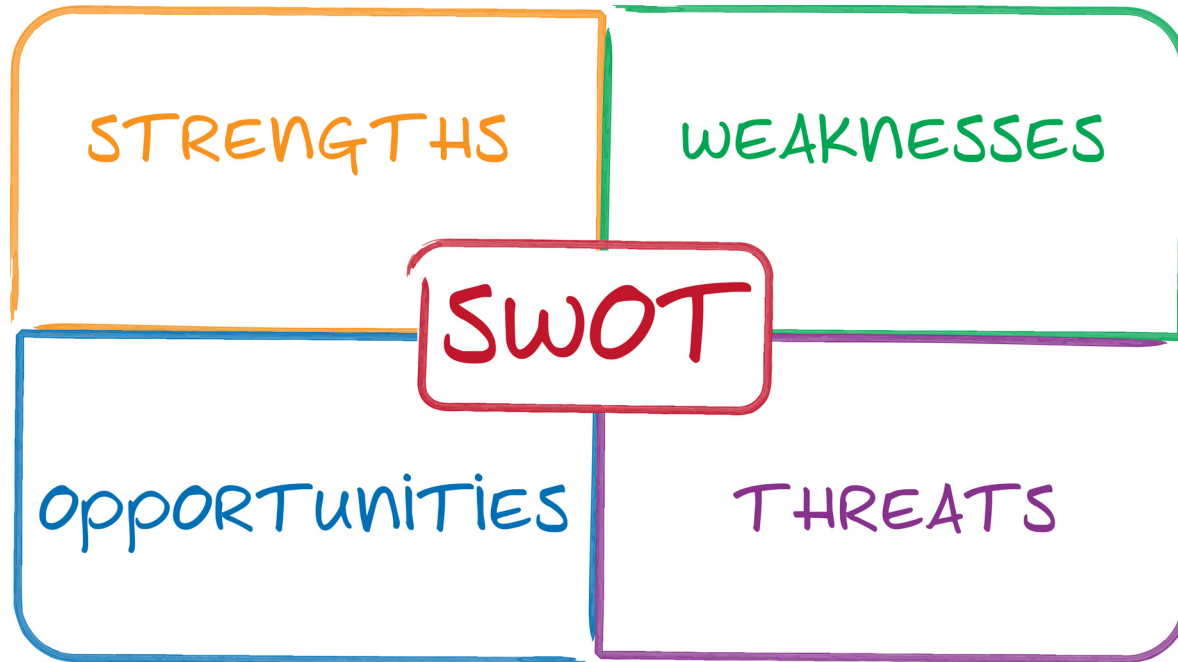 STRENGTHS
WEAKNESSES
SWOT
OPPORTUNITIES
THREATS